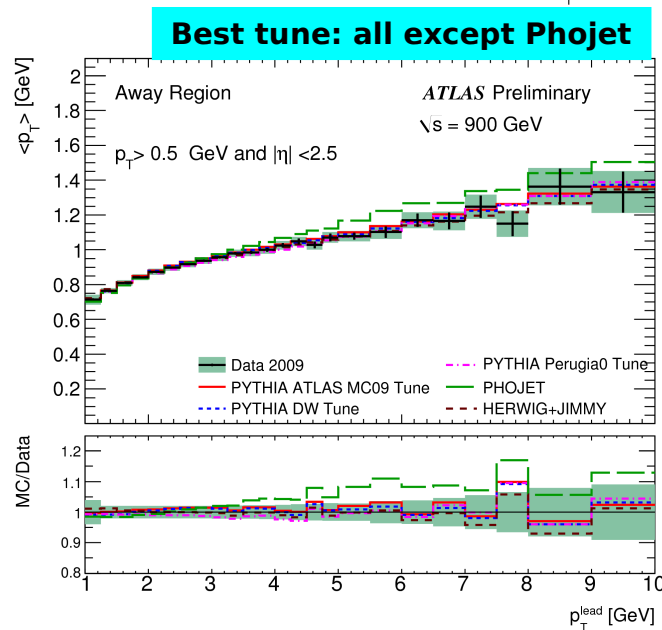 Best tune: all except Phojet
<p_T> [GeV]
2
1.8
1.6
1.4
1.2
1
0.8
0.6
0.4
0.2
Away Region
ATLAS Preliminary
√s = 900 GeV
p_T> 0.5 GeV and |η| <2.5
Data 2009
PYTHIA ATLAS MC09 Tune
PYTHIA DW Tune
PYTHIA Perugia0 Tune
PHOJET
HERWIG+JIMMY
MC/Data
1.2
1.1
1
0.9
0.8
1 2 3 4 5 6 7 8 9 10
p_T^lead [GeV]